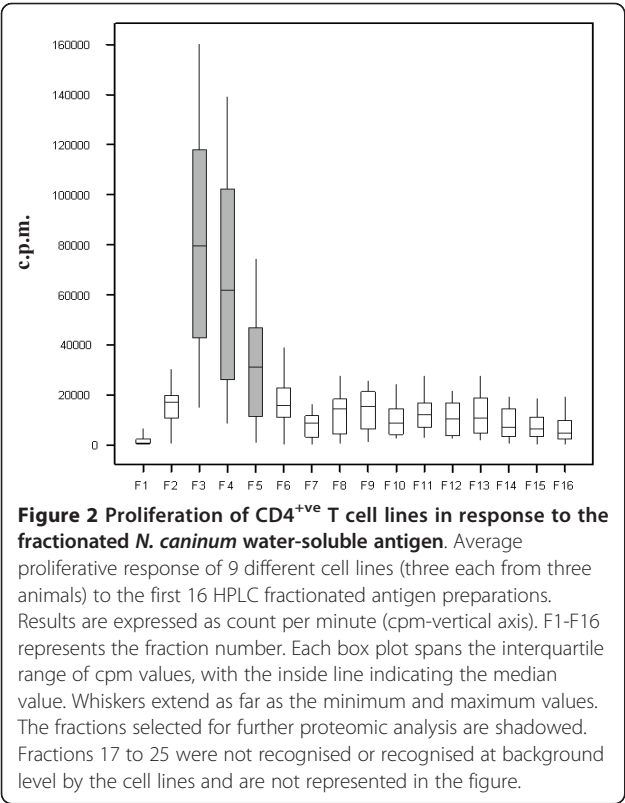 160000
140000
120000
100000
80000
60000
40000
20000
0
c.p.m.
F1 F2 F3 F4 F5 F6 F7 F8 F9 F10 F11 F12 F13 F14 F15 F16
Figure 2 Proliferation of CD4+ve T cell lines in response to the
fractionated N. caninum water-soluble antigen. Average
proliferative response of 9 different cell lines (three each from three
animals) to the first 16 HPLC fractionated antigen preparations.
Results are expressed as count per minute (cpm-vertical axis). F1-F16
represents the fraction number. Each box plot spans the interquartile
range of cpm values, with the inside line indicating the median
value. Whiskers extend as far as the minimum and maximum values.
The fractions selected for further proteomic analysis are shadowed.
Fractions 17 to 25 were not recognised or recognised at background
level by the cell lines and are not represented in the figure.